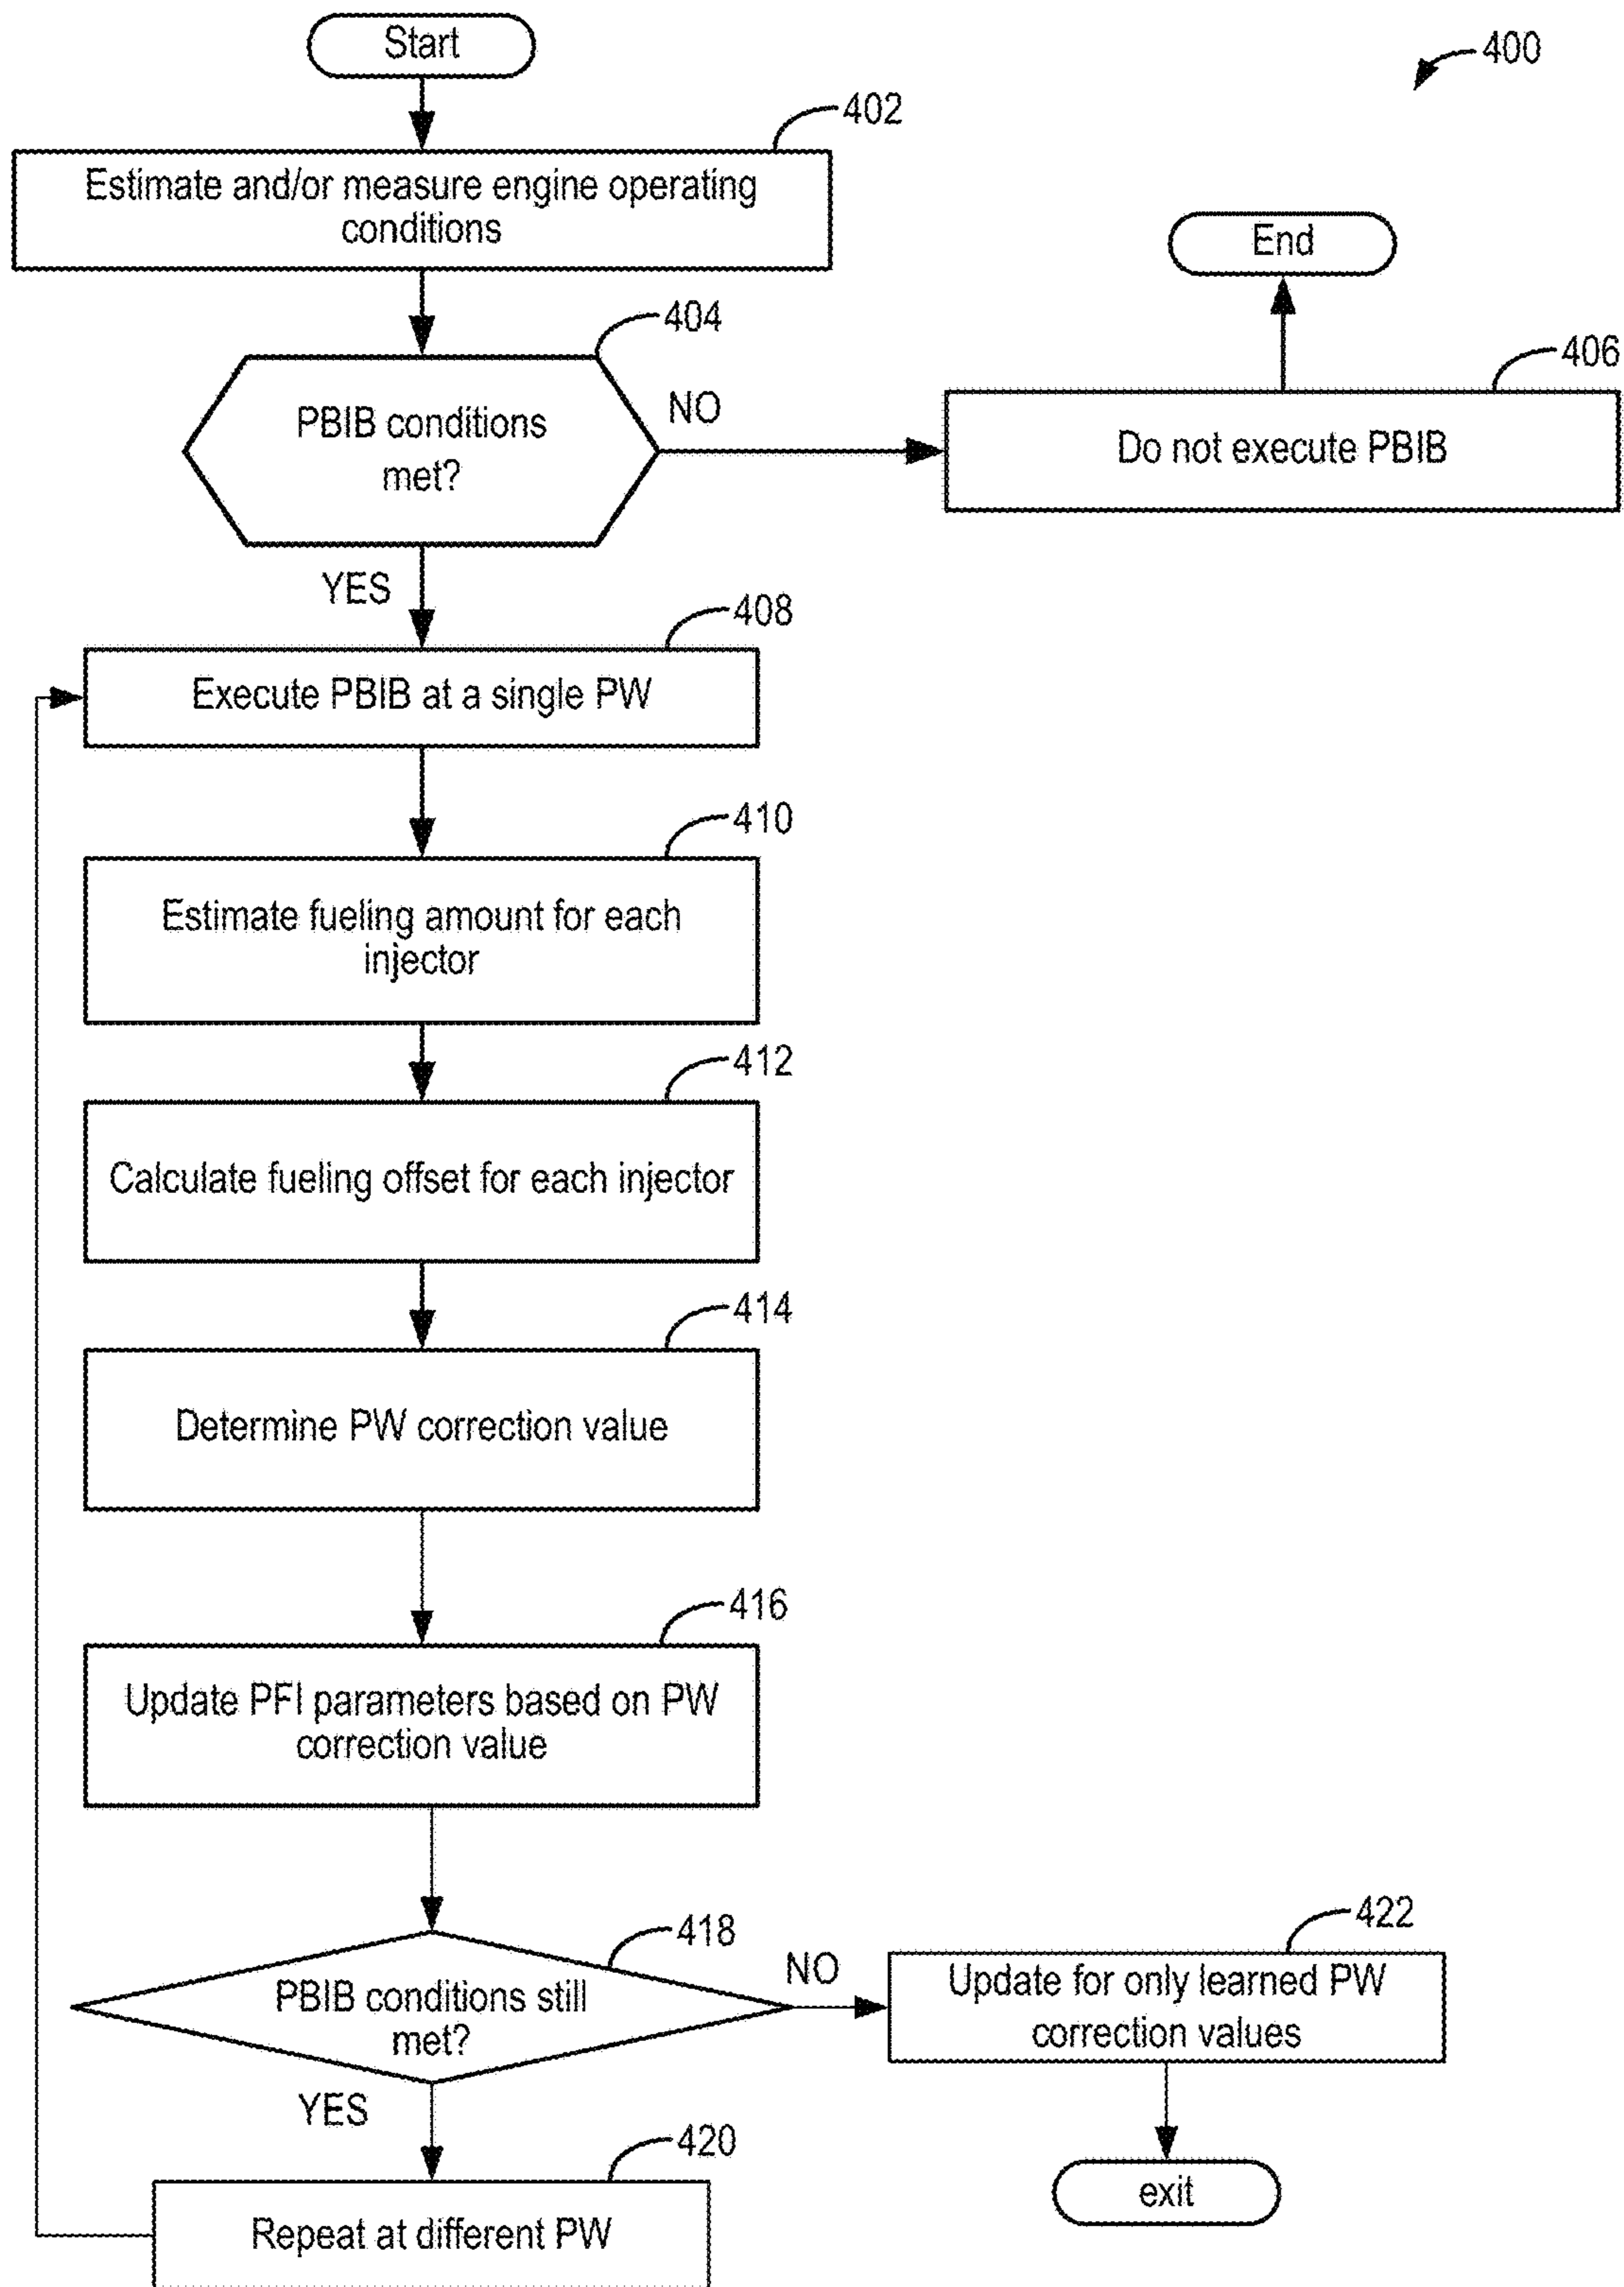 Start
400
402
Estimate and/or measure engine operating
conditions
End
404
406
PBIB conditions
met?
NO
Do not execute PBIB
YES
408
Execute PBIB at a single PW
410
Estimate fueling amount for each
injector
412
Calculate fueling offset for each injector
414
Determine PW correction value
416
Update PFI parameters based on PW
correction value
418
422
PBIB conditions still
met?
NO
Update for only learned PW
correction values
YES
420
Repeat at different PW
exit